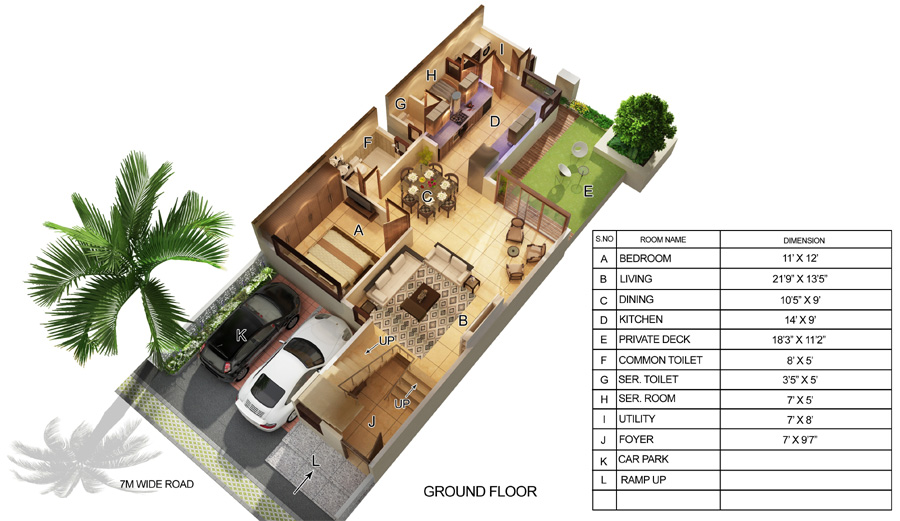 I
H
G
D
F
E
C
A
B
K
UP
UP
J
L
7M WIDE ROAD
GROUND FLOOR
S.NO ROOM NAME DIMENSION
A BEDROOM 11' X 12'
B LIVING 21'9" X 13'5"
C DINING 10'5" X 9'
D KITCHEN 14' X 9'
E PRIVATE DECK 18'3" X 11'2"
F COMMON TOILET 8' X 5'
G SER. TOILET 3'5" X 5'
H SER. ROOM 7' X 5'
I UTILITY 7' X 8'
J FOYER 7' X 9'7"
K CAR PARK
L RAMP UP